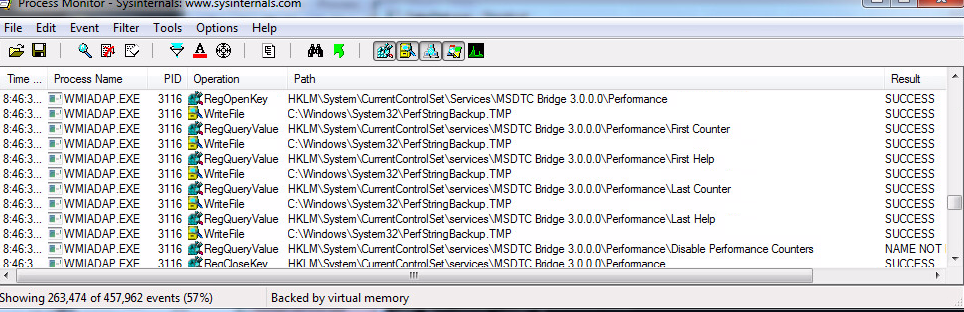 Process Monitor - Sysinternals: www.sysinternals.com
File Edit Event Filter Tools Options Help
Time ... Process Name PID Operation Path Result
8:46:3... WMIADAP.EXE 3116 RegOpenKey HKLM\System\CurrentControlSet\Services\MSDTC Bridge 3.0.0.0\Performance SUCCESS
8:46:3... WMIADAP.EXE 3116 WriteFile C:\Windows\System32\PerfStringBackup.TMP SUCCESS
8:46:3... WMIADAP.EXE 3116 RegQueryValue HKLM\System\CurrentControlSet\services\MSDTC Bridge 3.0.0.0\Performance\First Counter SUCCESS
8:46:3... WMIADAP.EXE 3116 WriteFile C:\Windows\System32\PerfStringBackup.TMP SUCCESS
8:46:3... WMIADAP.EXE 3116 RegQueryValue HKLM\System\CurrentControlSet\services\MSDTC Bridge 3.0.0.0\Performance\First Help SUCCESS
8:46:3... WMIADAP.EXE 3116 WriteFile C:\Windows\System32\PerfStringBackup.TMP SUCCESS
8:46:3... WMIADAP.EXE 3116 RegQueryValue HKLM\System\CurrentControlSet\services\MSDTC Bridge 3.0.0.0\Performance\Last Counter SUCCESS
8:46:3... WMIADAP.EXE 3116 WriteFile C:\Windows\System32\PerfStringBackup.TMP SUCCESS
8:46:3... WMIADAP.EXE 3116 RegQueryValue HKLM\System\CurrentControlSet\services\MSDTC Bridge 3.0.0.0\Performance\Last Help SUCCESS
8:46:3... WMIADAP.EXE 3116 WriteFile C:\Windows\System32\PerfStringBackup.TMP SUCCESS
8:46:3... WMIADAP.EXE 3116 RegQueryValue HKLM\System\CurrentControlSet\services\MSDTC Bridge 3.0.0.0\Performance\Disable Performance Counters NAME NOT
8:46:3 WMIADAP.EXE 3116 RegCloseKey HKLM\System\CurrentControlSet\services\MSDTC Bridge 3.0.0.0\Performance SUCCESS
Showing 263,474 of 457,962 events (57%) Backed by virtual memory